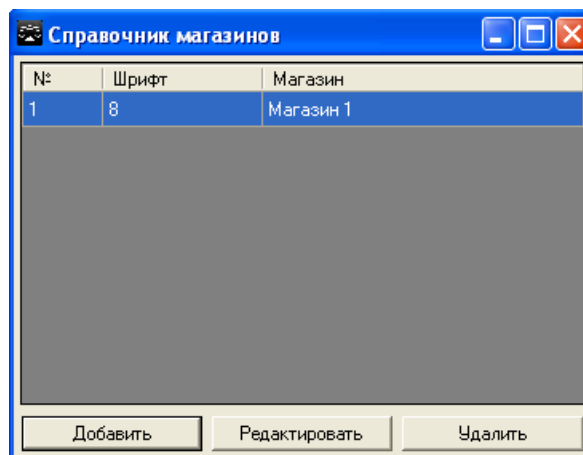 Справочник магазинов
№ Шрифт Магазин
1 8 Магазин 1
Добавить Редактировать Удалить